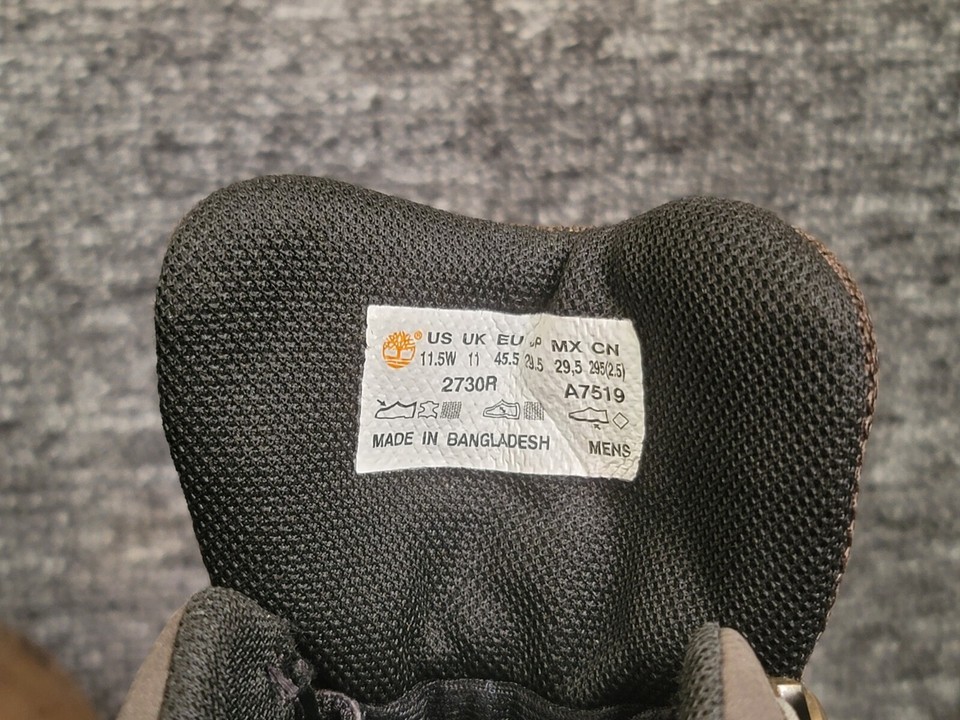 ® US UK EU JP MX CN
11.5W 11 45.5 29.5 29.5 295(2.5)
2730R A7519
MADE IN BANGLADESH MENS